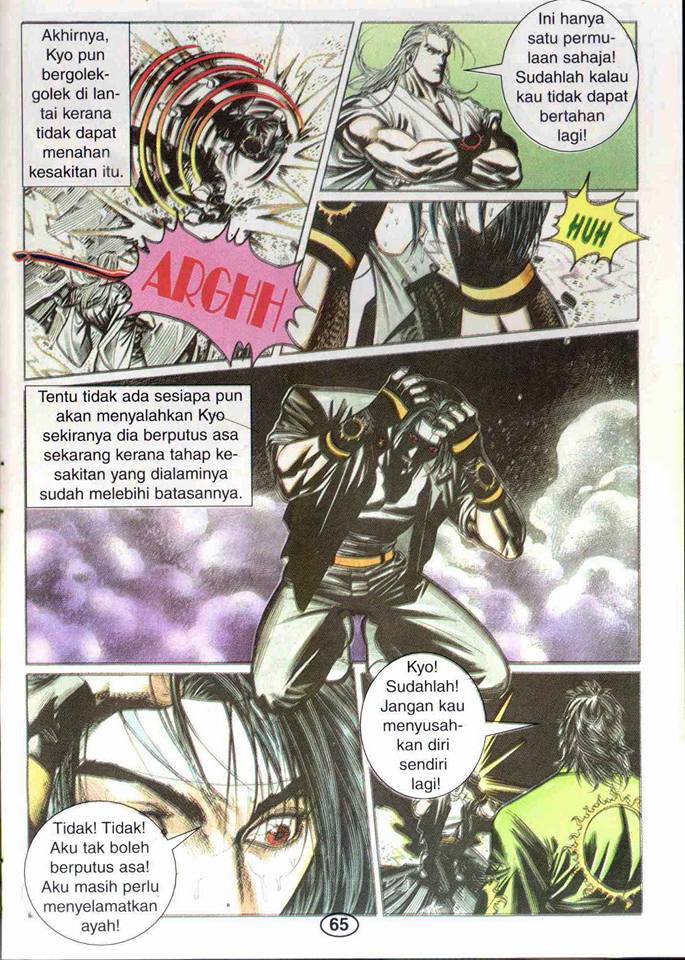 Akhirnya,
Kyo pun
bergolek-
golek di lan-
tai kerana
tidak dapat
menahan
kesakitan itu.
Ini hanya
satu permu-
laan sahaja!
Sudahlah kalau
kau tidak dapat
bertahan
lagi!
ARGHH
HUH
Tentu tidak ada sesiapa pun
akan menyalahkan Kyo
sekiranya dia berputus asa
sekarang kerana tahap ke-
sakitan yang dialaminya
sudah melebihi batasannya.
Tidak! Tidak!
Aku tak boleh
berputus asa!
Aku masih perlu
menyelamatkan
ayah!
Kyo!
Sudahlah!
Jangan kau
menyusah-
kan diri
sendiri
lagi!
65